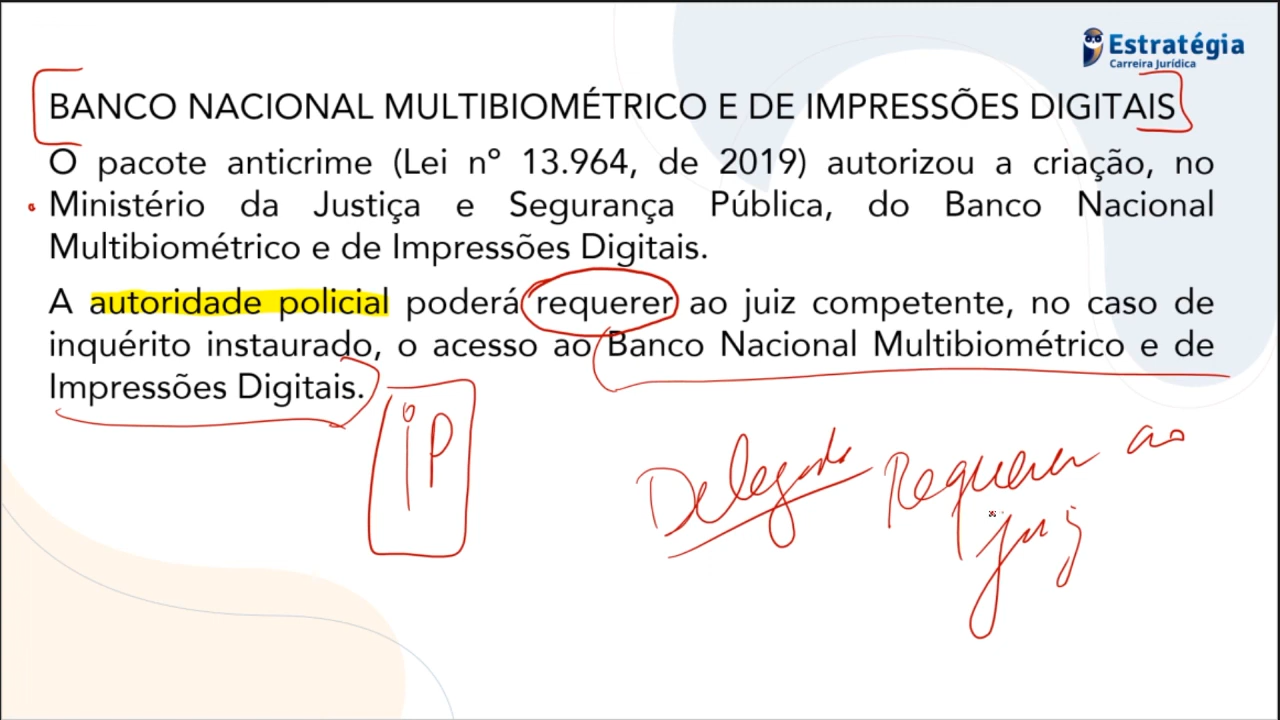 Estratégia
Carreira Jurídica
BANCO NACIONAL MULTIBIOMÉTRICO E DE IMPRESSÕES DIGITAIS
O pacote anticrime (Lei nº 13.964, de 2019) autorizou a criação, no
Ministério da Justiça e Segurança Pública, do Banco Nacional
Multibiométrico e de Impressões Digitais.
A autoridade policial poderá requerer ao juiz competente, no caso de
inquérito instaurado, o acesso ao Banco Nacional Multibiométrico e de
Impressões Digitais.
IP
Delegado Requerer ao
juiz